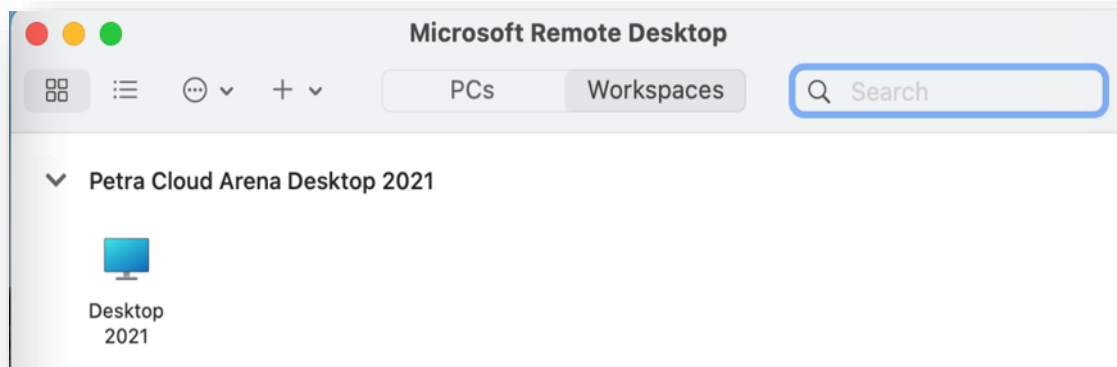 Microsoft Remote Desktop
PCs Workspaces Search
Petra Cloud Arena Desktop 2021
Desktop
2021